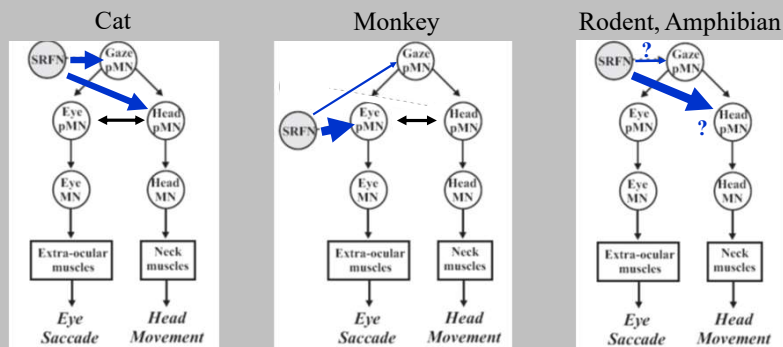 Cat
SRFN
Gaze
pMN
Eye
pMN
Head
pMN
Eye
MN
Head
MN
Extra-ocular
muscles
Neck
muscles
Eye
Saccade
Head
Movement
Monkey
Gaze
pMN
SRFN
Eye
pMN
Head
pMN
Eye
MN
Head
MN
Extra-ocular
muscles
Neck
muscles
Eye
Saccade
Head
Movement
Rodent, Amphibian
SRFN
?
Gaze
pMN
Eye
pMN
?
Head
pMN
Eye
MN
Head
MN
Extra-ocular
muscles
Neck
muscles
Eye
Saccade
Head
Movement